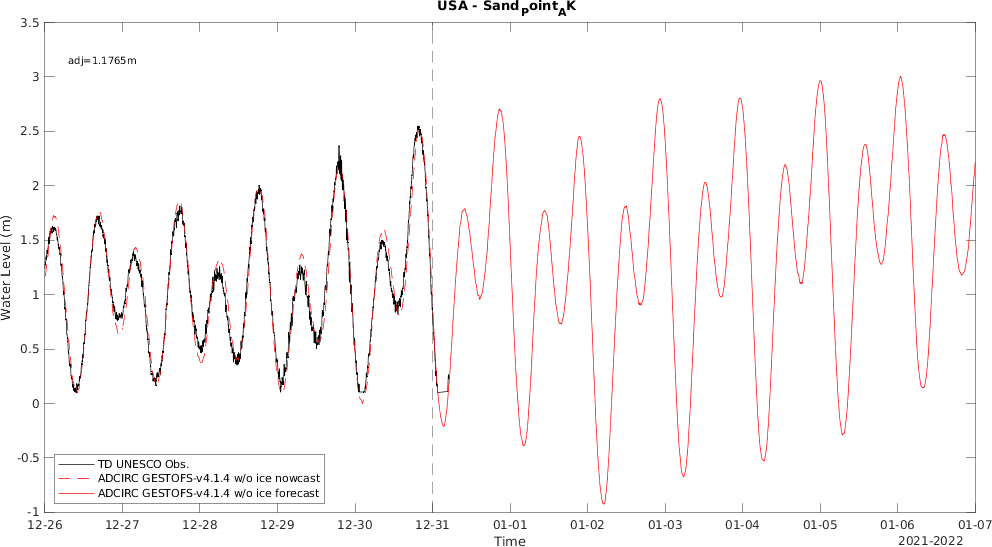 USA - Sand_Point_AK
3.5
3
2.5
2
1.5
1
0.5
0
-0.5
-1
Water Level (m)
adj=1.1765m
TD UNESCO Obs.
ADCIRC GESTOFS-v4.1.4 w/o ice nowcast
ADCIRC GESTOFS-v4.1.4 w/o ice forecast
12-26 12-27 12-28 12-29 12-30 12-31 01-01 01-02 01-03 01-04 01-05 01-06 01-07
Time
2021-2022